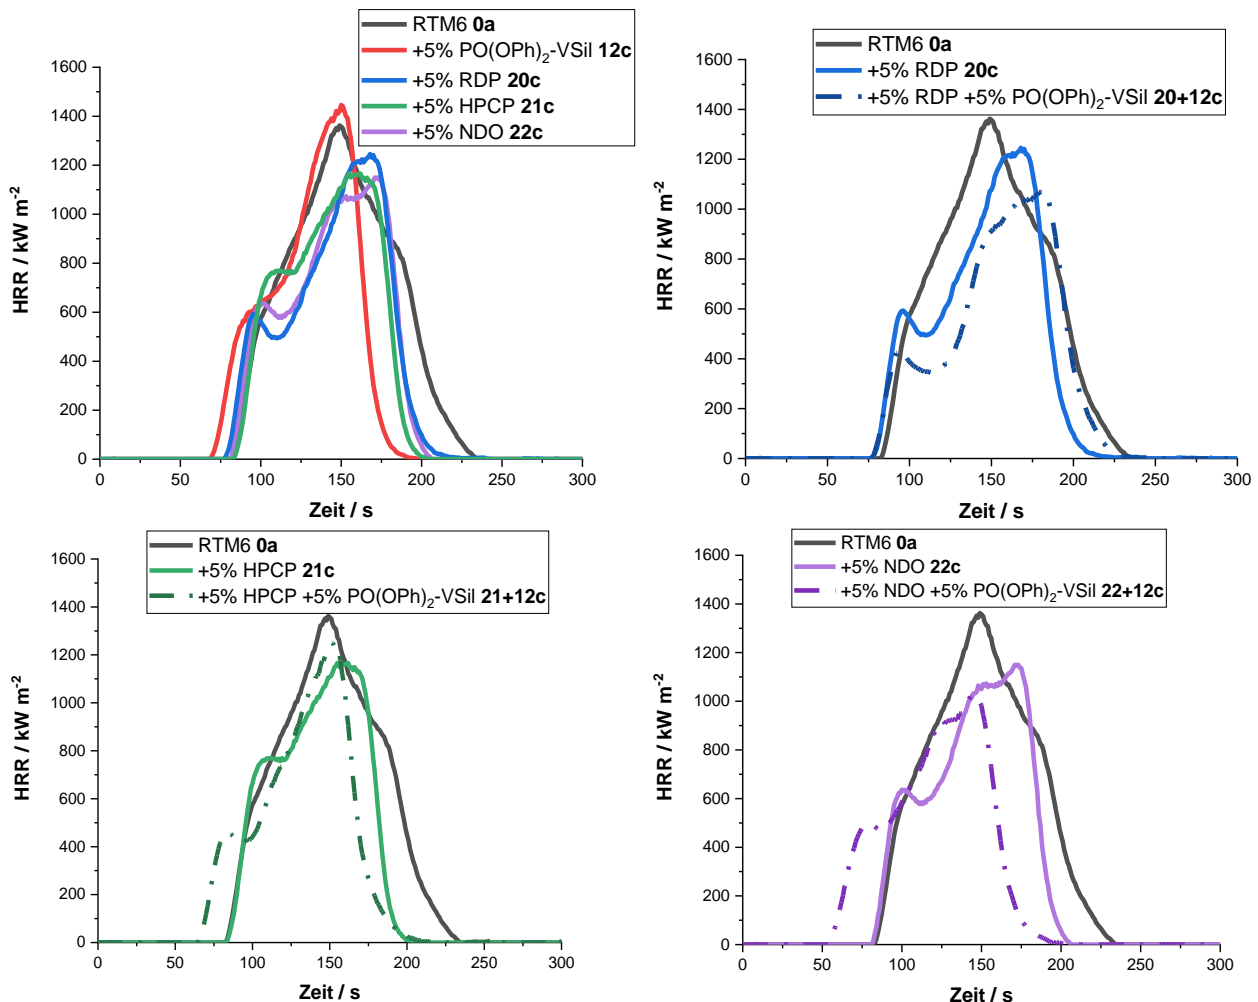 RTM6 0a
+5% PO(OPh)₂-VSil 12c
+5% RDP 20c
+5% HPCP 21c
+5% NDO 22c
1600
1400
1200
1000
800
600
400
200
0
HRR / kW m⁻²
0 50 100 150 200 250 300
Zeit / s
RTM6 0a
+5% RDP 20c
+5% RDP +5% PO(OPh)₂-VSil 20+12c
1600
1400
1200
1000
800
600
400
200
0
HRR / kW m⁻²
0 50 100 150 200 250 300
Zeit / s
RTM6 0a
+5% HPCP 21c
+5% HPCP +5% PO(OPh)₂-VSil 21+12c
1600
1400
1200
1000
800
600
400
200
0
HRR / kW m⁻²
0 50 100 150 200 250 300
Zeit / s
RTM6 0a
+5% NDO 22c
+5% NDO +5% PO(OPh)₂-VSil 22+12c
1600
1400
1200
1000
800
600
400
200
0
HRR / kW m⁻²
0 50 100 150 200 250 300
Zeit / s